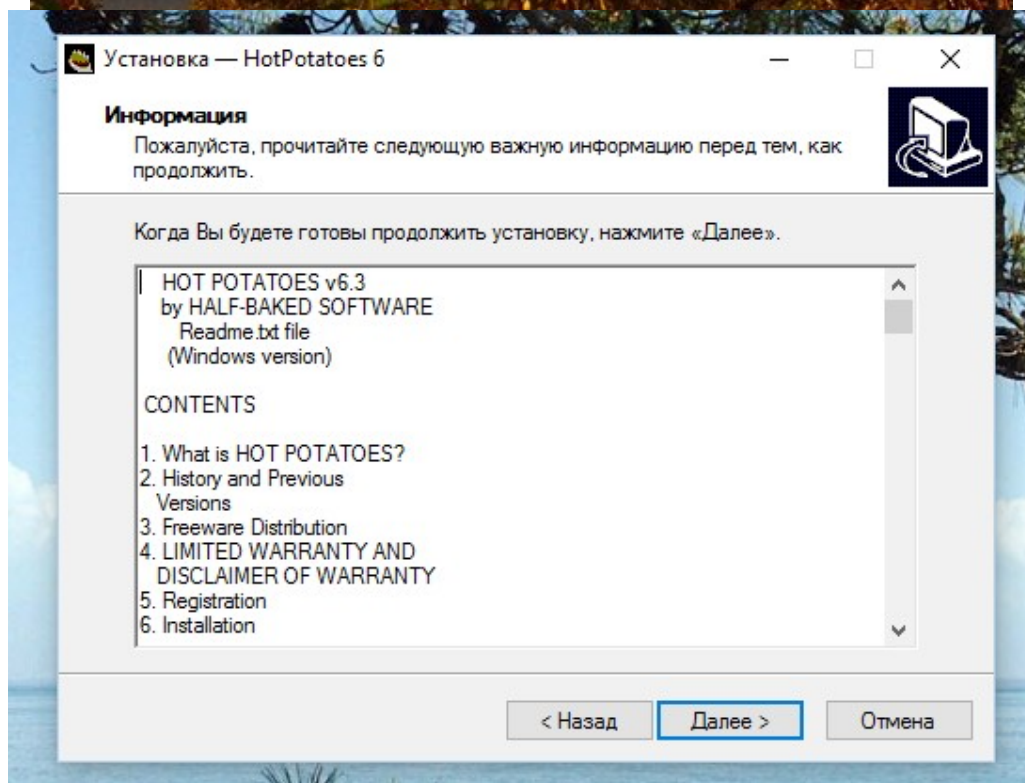 Установка — HotPotatoes 6
Информация
Пожалуйста, прочитайте следующую важную информацию перед тем, как
продолжить.
Когда Вы будете готовы продолжить установку, нажмите «Далее».
HOT POTATOES v6.3
by HALF-BAKED SOFTWARE
Readme.txt file
(Windows version)
CONTENTS
1. What is HOT POTATOES?
2. History and Previous
Versions
3. Freeware Distribution
4. LIMITED WARRANTY AND
DISCLAIMER OF WARRANTY
5. Registration
6. Installation
< Назад
Далее >
Отмена